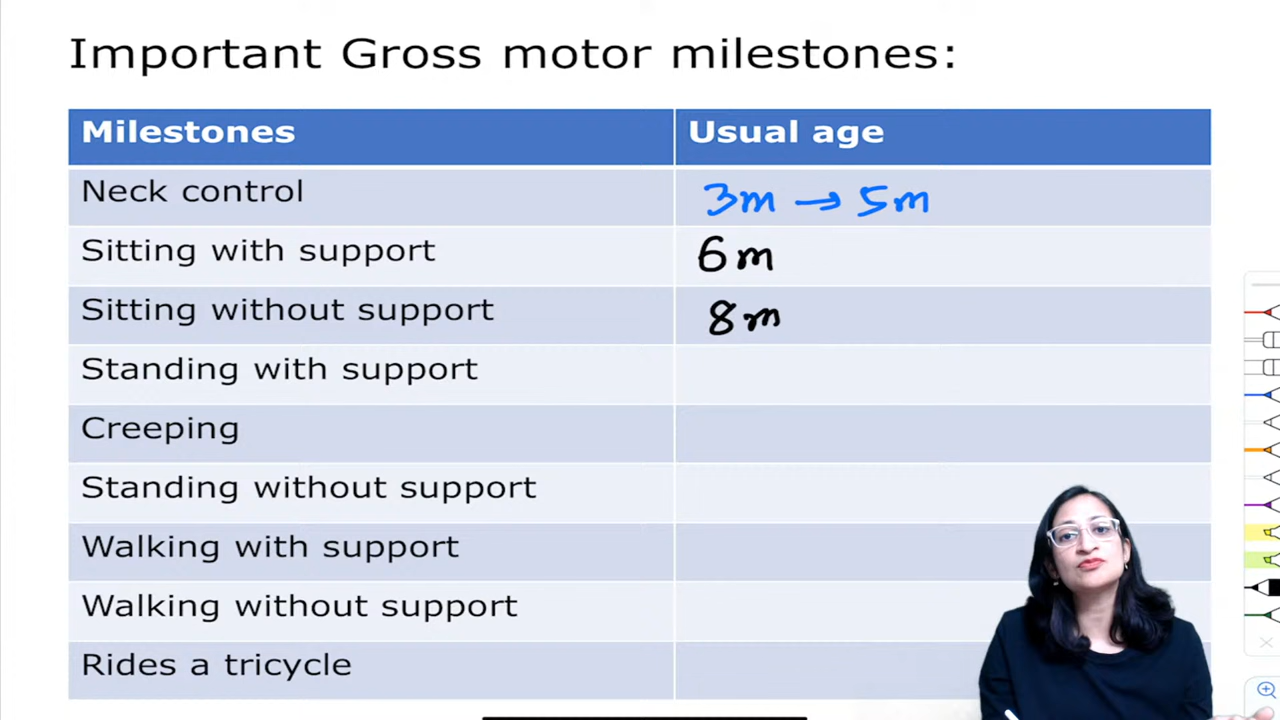 Important Gross motor milestones:
Milestones Usual age
Neck control 3m → 5m
Sitting with support 6m
Sitting without support 8m
Standing with support
Creeping
Standing without support
Walking with support
Walking without support
Rides a tricycle